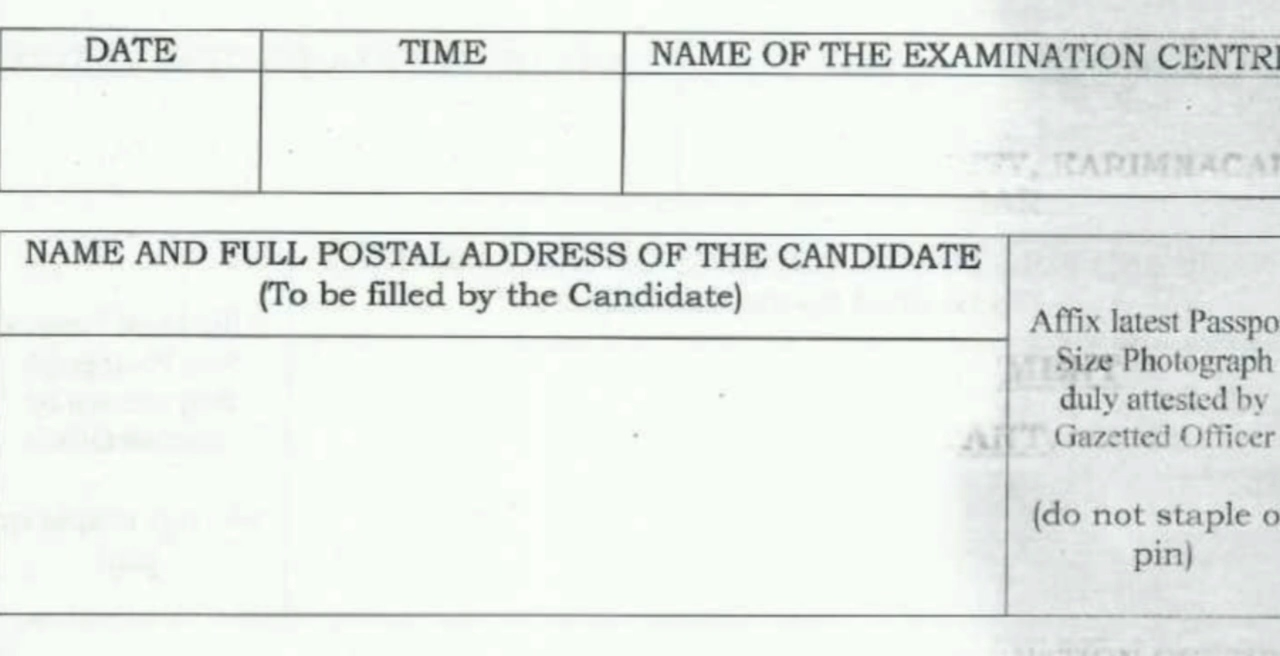 DATE TIME NAME OF THE EXAMINATION CENTRE
NAME AND FULL POSTAL ADDRESS OF THE CANDIDATE
(To be filled by the Candidate)
Affix latest Passpo
Size Photograph
duly attested by
Gazetted Officer
(do not staple o
pin)